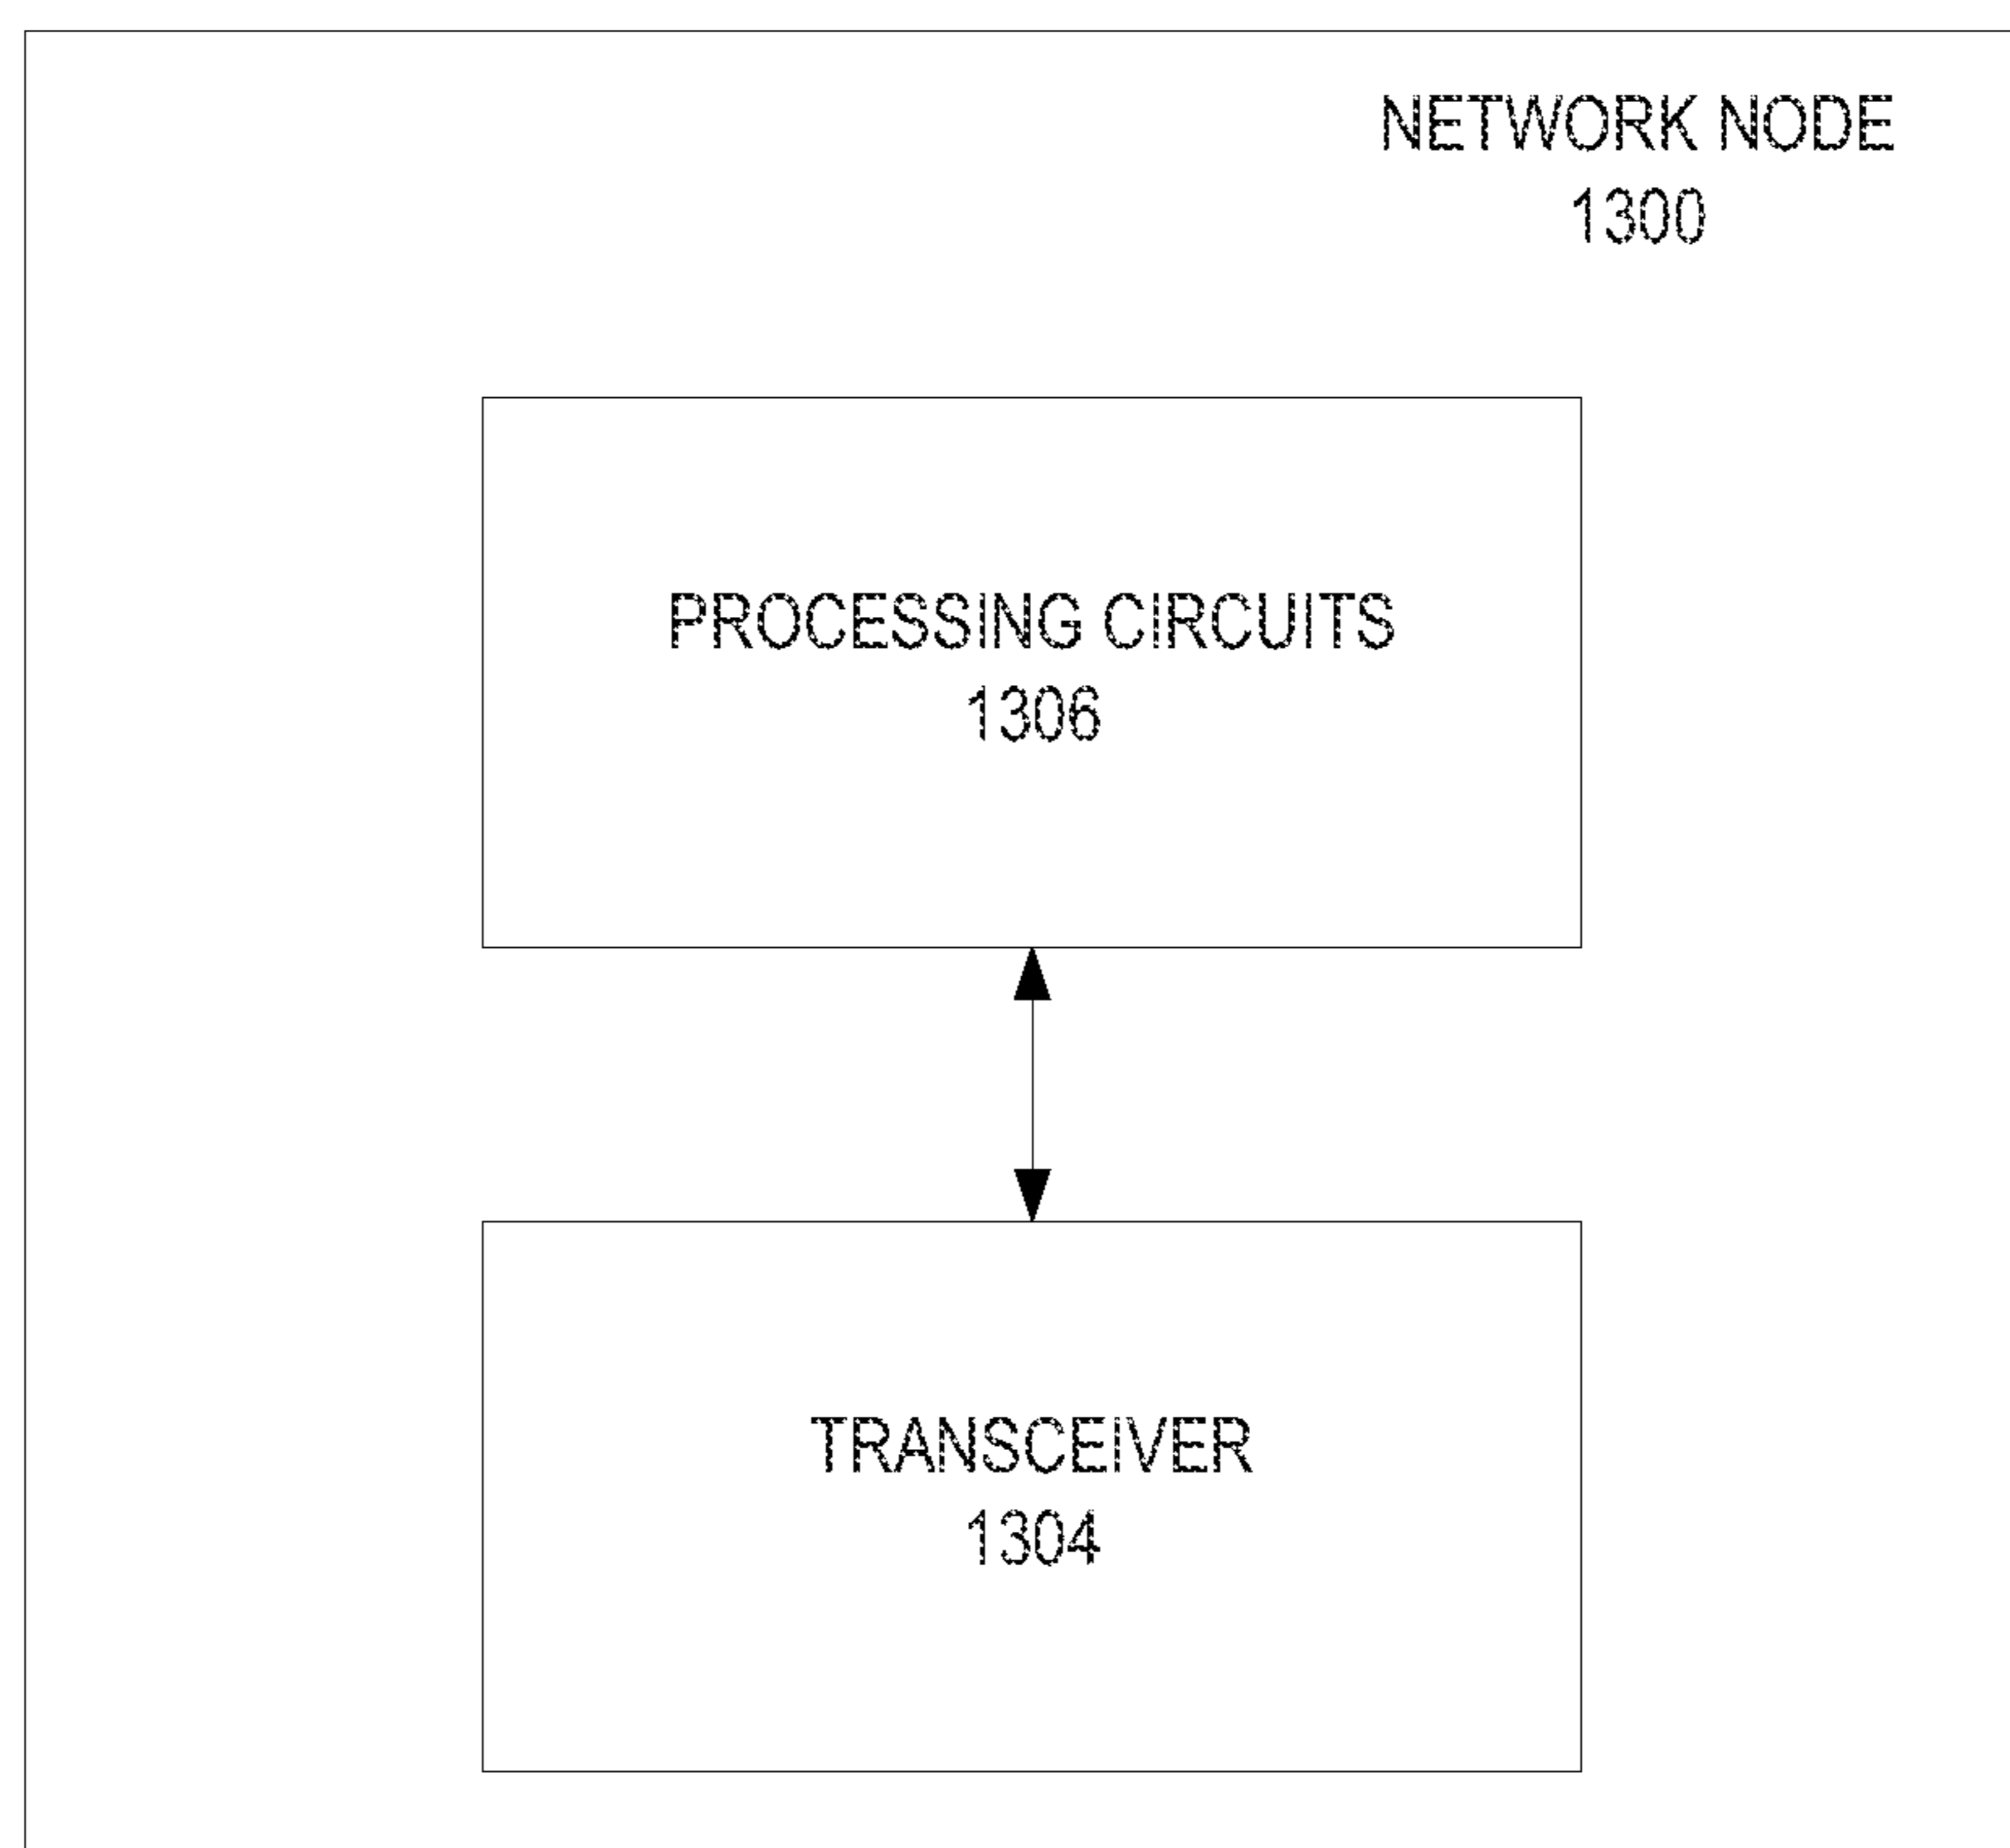 NETWORK NODE
1300
PROCESSING CIRCUITS
1306
TRANSCEIVER
1304